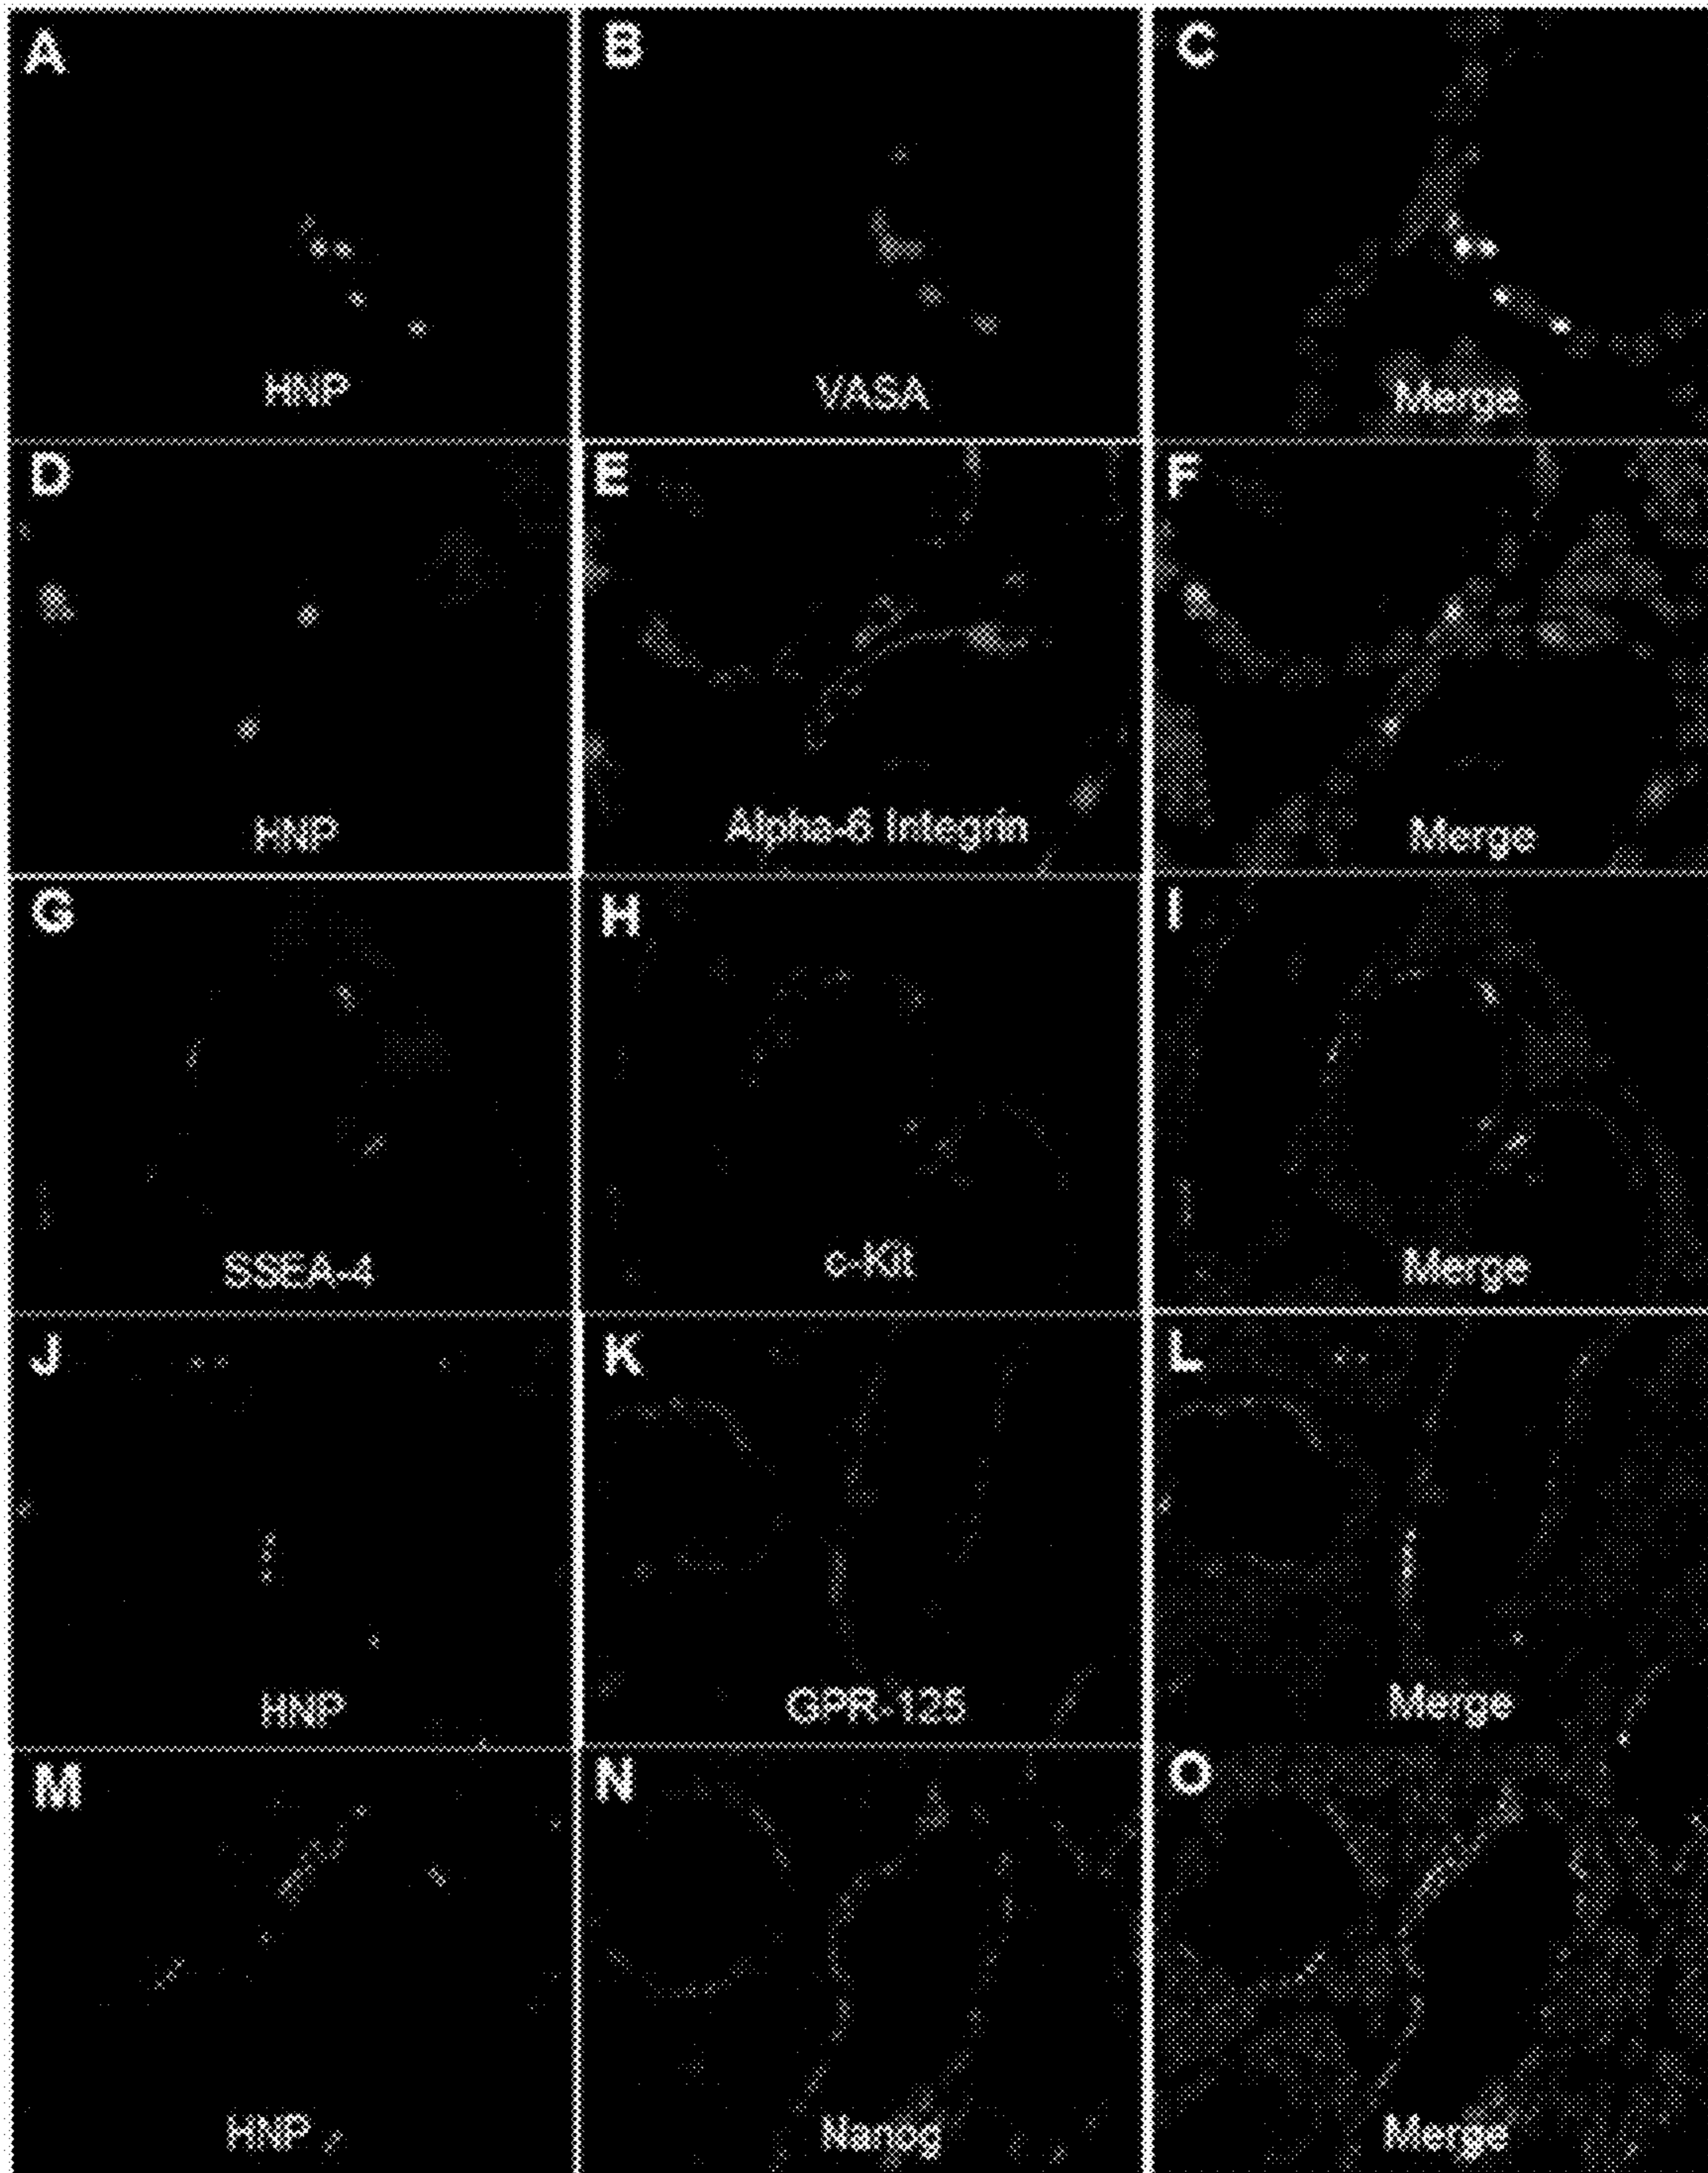 A B C
HNP VASA Merge
D E F
HNP Alpha-6 Integrin Merge
G H I
SSEA-4 c-Kit Merge
J K L
HNP GPR-125 Merge
M N O
HNP Nanog Merge